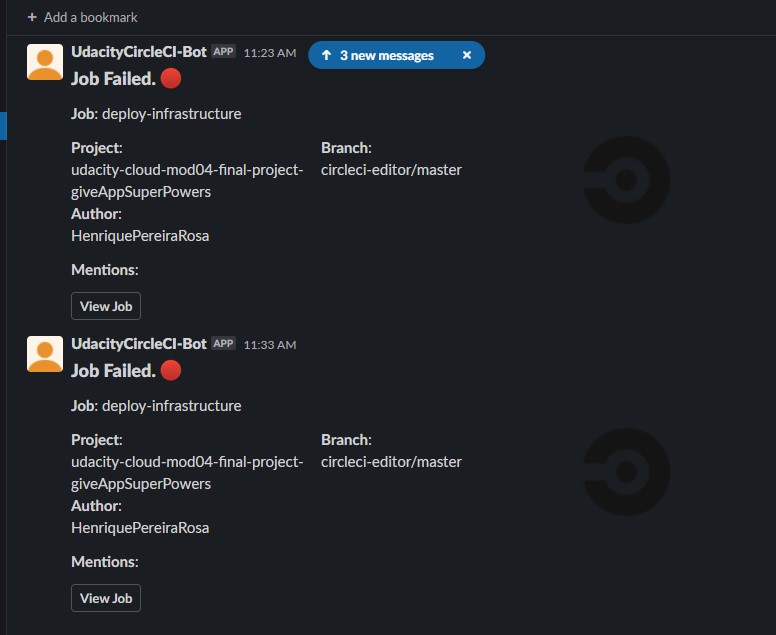 + Add a bookmark
UdacityCircleCI-Bot APP 11:23 AM
↑ 3 new messages ×
Job Failed. 🔴
Job: deploy-infrastructure
Project: Branch:
udacity-cloud-mod04-final-project- circleci-editor/master
giveAppSuperPowers
Author:
HenriquePereiraRosa
Mentions:
View Job
UdacityCircleCI-Bot APP 11:33 AM
Job Failed. 🔴
Job: deploy-infrastructure
Project: Branch:
udacity-cloud-mod04-final-project- circleci-editor/master
giveAppSuperPowers
Author:
HenriquePereiraRosa
Mentions:
View Job